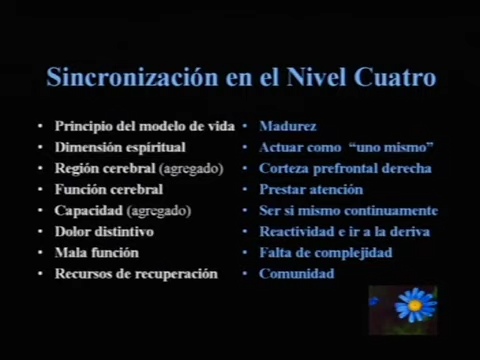 Sincronización en el Nivel Cuatro
• Principio del modelo de vida • Madurez
• Dimensión espíritual • Actuar como "uno mismo"
• Región cerebral (agregado) • Corteza prefrontal derecha
• Función cerebral • Prestar atención
• Capacidad (agregado) • Ser si mismo continuamente
• Dolor distintivo • Reactividad e ir a la deriva
• Mala función • Falta de complejidad
• Recursos de recuperación • Comunidad